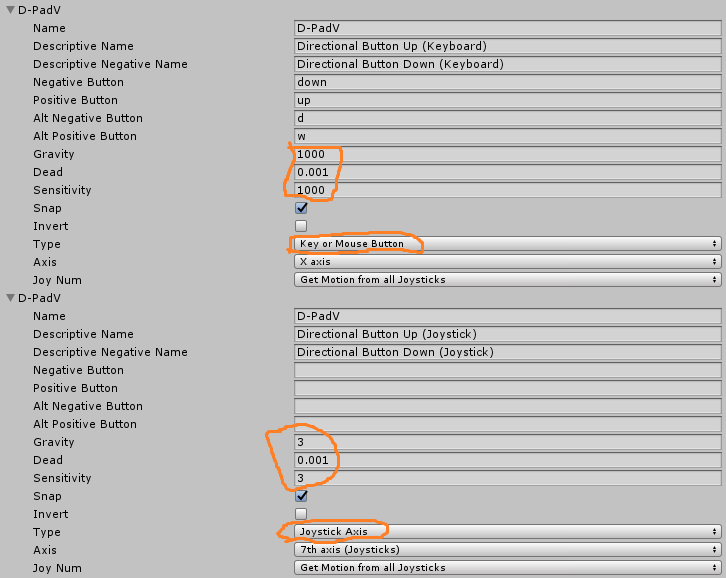 D-PadV
Name D-PadV
Descriptive Name Directional Button Up (Keyboard)
Descriptive Negative Name Directional Button Down (Keyboard)
Negative Button down
Positive Button up
Alt Negative Button d
Alt Positive Button w
Gravity 1000
Dead 0.001
Sensitivity 1000
Snap
Invert
Type Key or Mouse Button
Axis X axis
Joy Num Get Motion from all Joysticks
D-PadV
Name D-PadV
Descriptive Name Directional Button Up (Joystick)
Descriptive Negative Name Directional Button Down (Joystick)
Negative Button
Positive Button
Alt Negative Button
Alt Positive Button
Gravity 3
Dead 0.001
Sensitivity 3
Snap
Invert
Type Joystick Axis
Axis 7th axis (Joysticks)
Joy Num Get Motion from all Joysticks